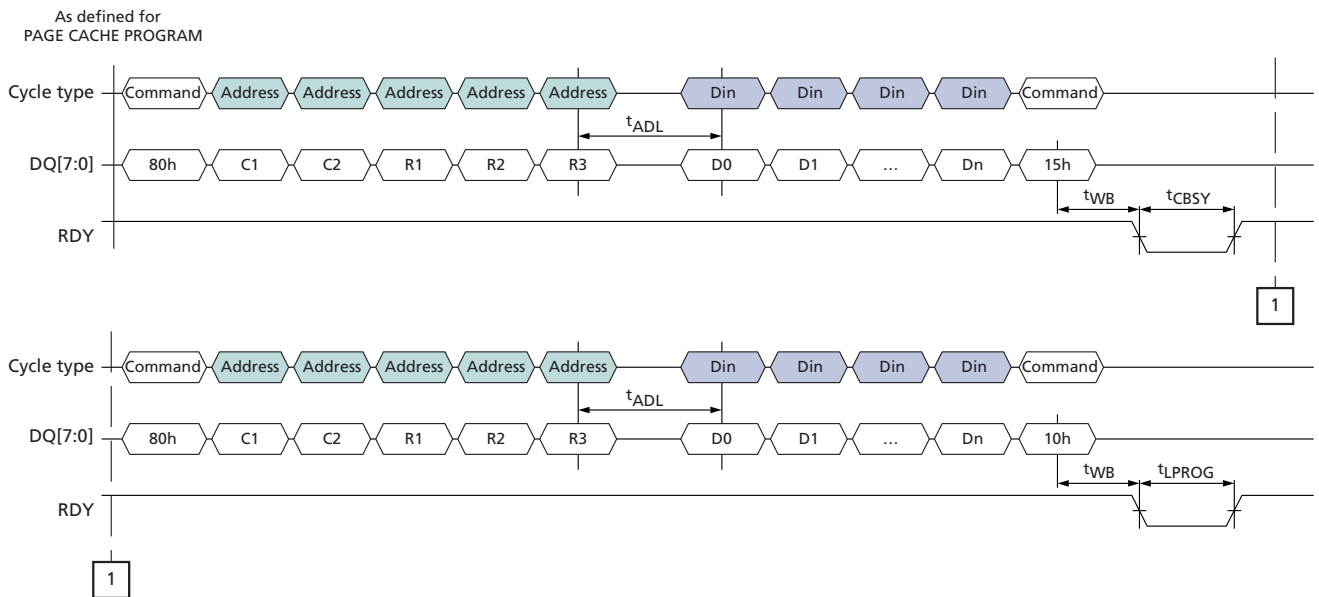 As defined for
PAGE CACHE PROGRAM
Cycle type Command Address Address Address Address Address Din Din Din Din Command
tADL
DQ[7:0] 80h C1 C2 R1 R2 R3 D0 D1 … Dn 15h
tWB tCBSY
RDY
1
Cycle type Command Address Address Address Address Address Din Din Din Din Command
tADL
DQ[7:0] 80h C1 C2 R1 R2 R3 D0 D1 … Dn 10h
tWB tLPROG
RDY
1